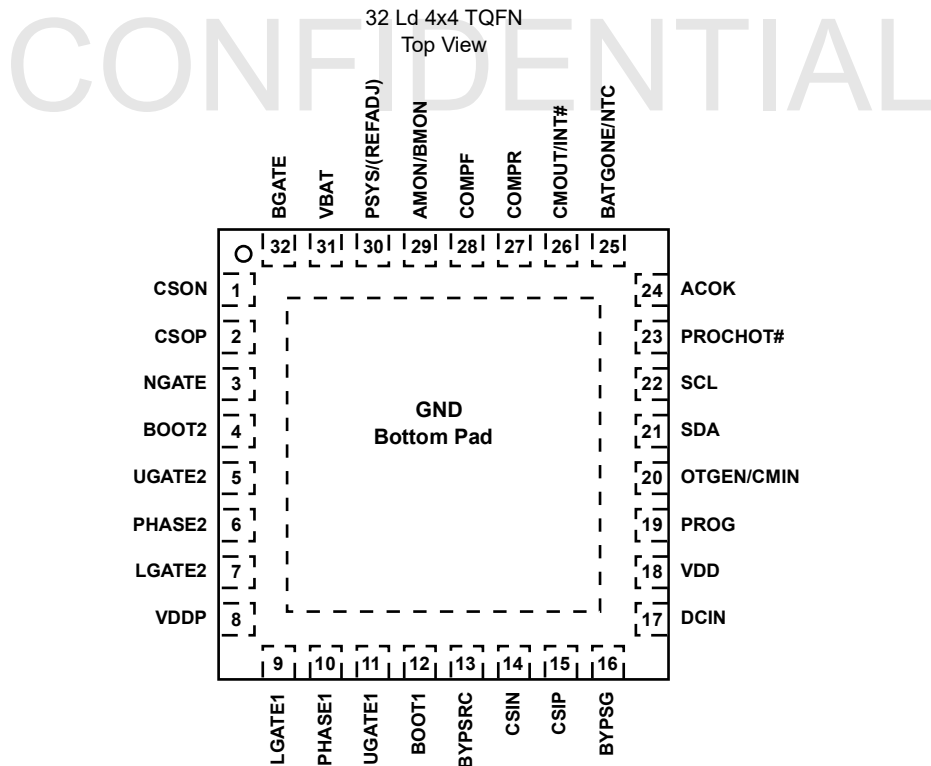 CONFIDENTIAL
32 Ld 4x4 TQFN
Top View
BGATE
VBAT
PSYS/(REFADJ)
AMON/BMON
COMPF
COMPR
CMOUT/INT#
BATGONE/NTC
32 31 30 29 28 27 26 25
CSON 1
CSOP 2
NGATE 3
BOOT2 4
UGATE2 5
PHASE2 6
LGATE2 7
VDDP 8
GND
Bottom Pad
24 ACOK
23 PROCHOT#
22 SCL
21 SDA
20 OTGEN/CMIN
19 PROG
18 VDD
17 DCIN
9 10 11 12 13 14 15 16
LGATE1
PHASE1
UGATE1
BOOT1
BYPSRC
CSIN
CSIP
BYPSG